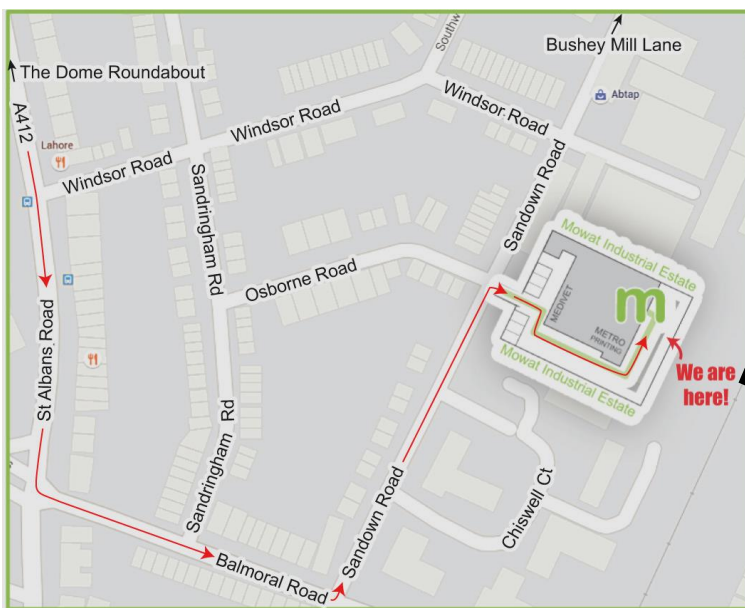 Bushey Mill Lane
Southw
The Dome Roundabout
A412
Abtap
Windsor Road
Windsor Road
Lahore
Windsor Road
Sandown Road
Sandringham Rd
Mowat Industrial Estate
Osborne Road
MEDIVET
m
METRO
PRINTING
Mowat Industrial Estate
We are
here!
St Albans Road
Sandringham Rd
Sandown Road
Chiswell Ct
Balmoral Road